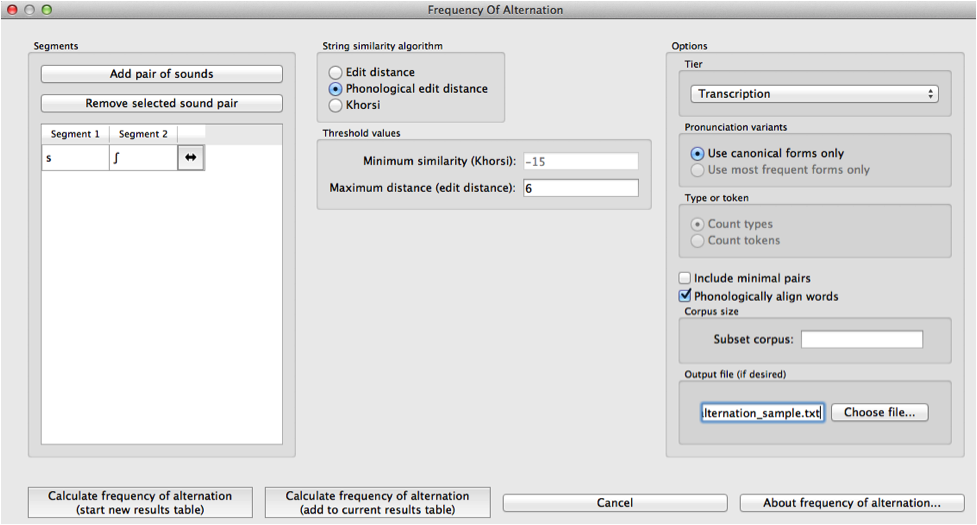 Frequency Of Alternation
Segments
Add pair of sounds
Remove selected sound pair
Segment 1 Segment 2
s ʃ
String similarity algorithm
Edit distance
Phonological edit distance
Khorsi
Threshold values
Minimum similarity (Khorsi): -15
Maximum distance (edit distance): 6
Options
Tier
Transcription
Pronunciation variants
Use canonical forms only
Use most frequent forms only
Type or token
Count types
Count tokens
Include minimal pairs
Phonologically align words
Corpus size
Subset corpus:
Output file (if desired)
lternation_sample.txt Choose file...
Calculate frequency of alternation
(start new results table)
Calculate frequency of alternation
(add to current results table)
Cancel
About frequency of alternation...